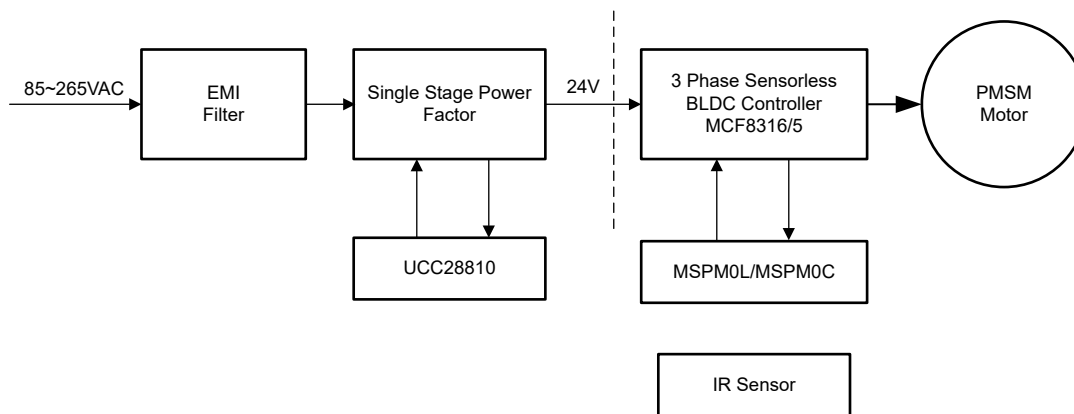 85~265VAC
EMI
Filter
Single Stage Power
Factor
24V
3 Phase Sensorless
BLDC Controller
MCF8316/5
PMSM
Motor
UCC28810
MSPM0L/MSPM0C
IR Sensor